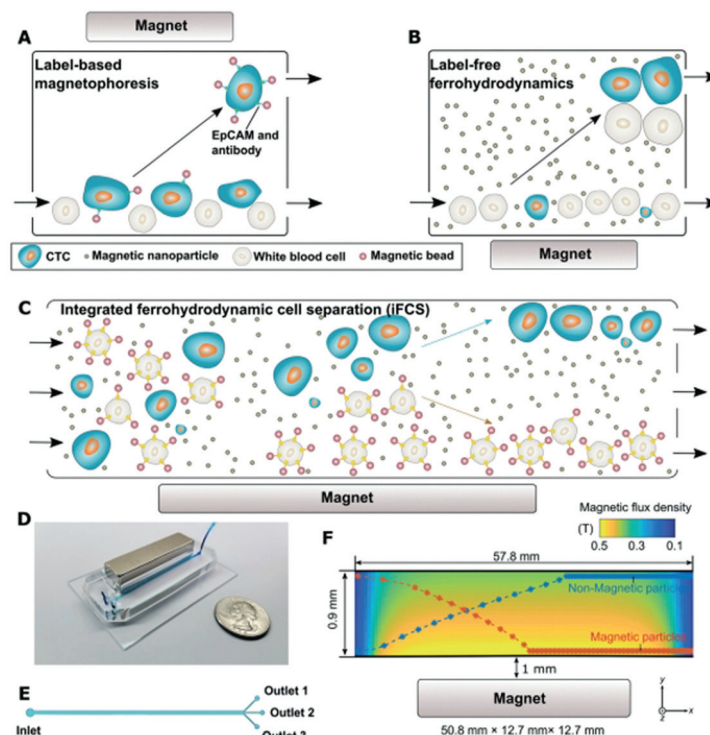 Magnet
A
Label-based
magnetophoresis
EpCAM and
antibody
B
Label-free
ferrohydrodynamics
Magnet
CTC Magnetic nanoparticle White blood cell Magnetic bead
C Integrated ferrohydrodynamic cell separation (iFCS)
Magnet
D
E
Outlet 1
Outlet 2
Outlet 3
Inlet
F
Magnetic flux density
(T)
0.5 0.3 0.1
57.8 mm
0.9 mm
Non-Magnetic particles
Magnetic particles
1 mm
Magnet
50.8 mm × 12.7 mm× 12.7 mm
y
z
x